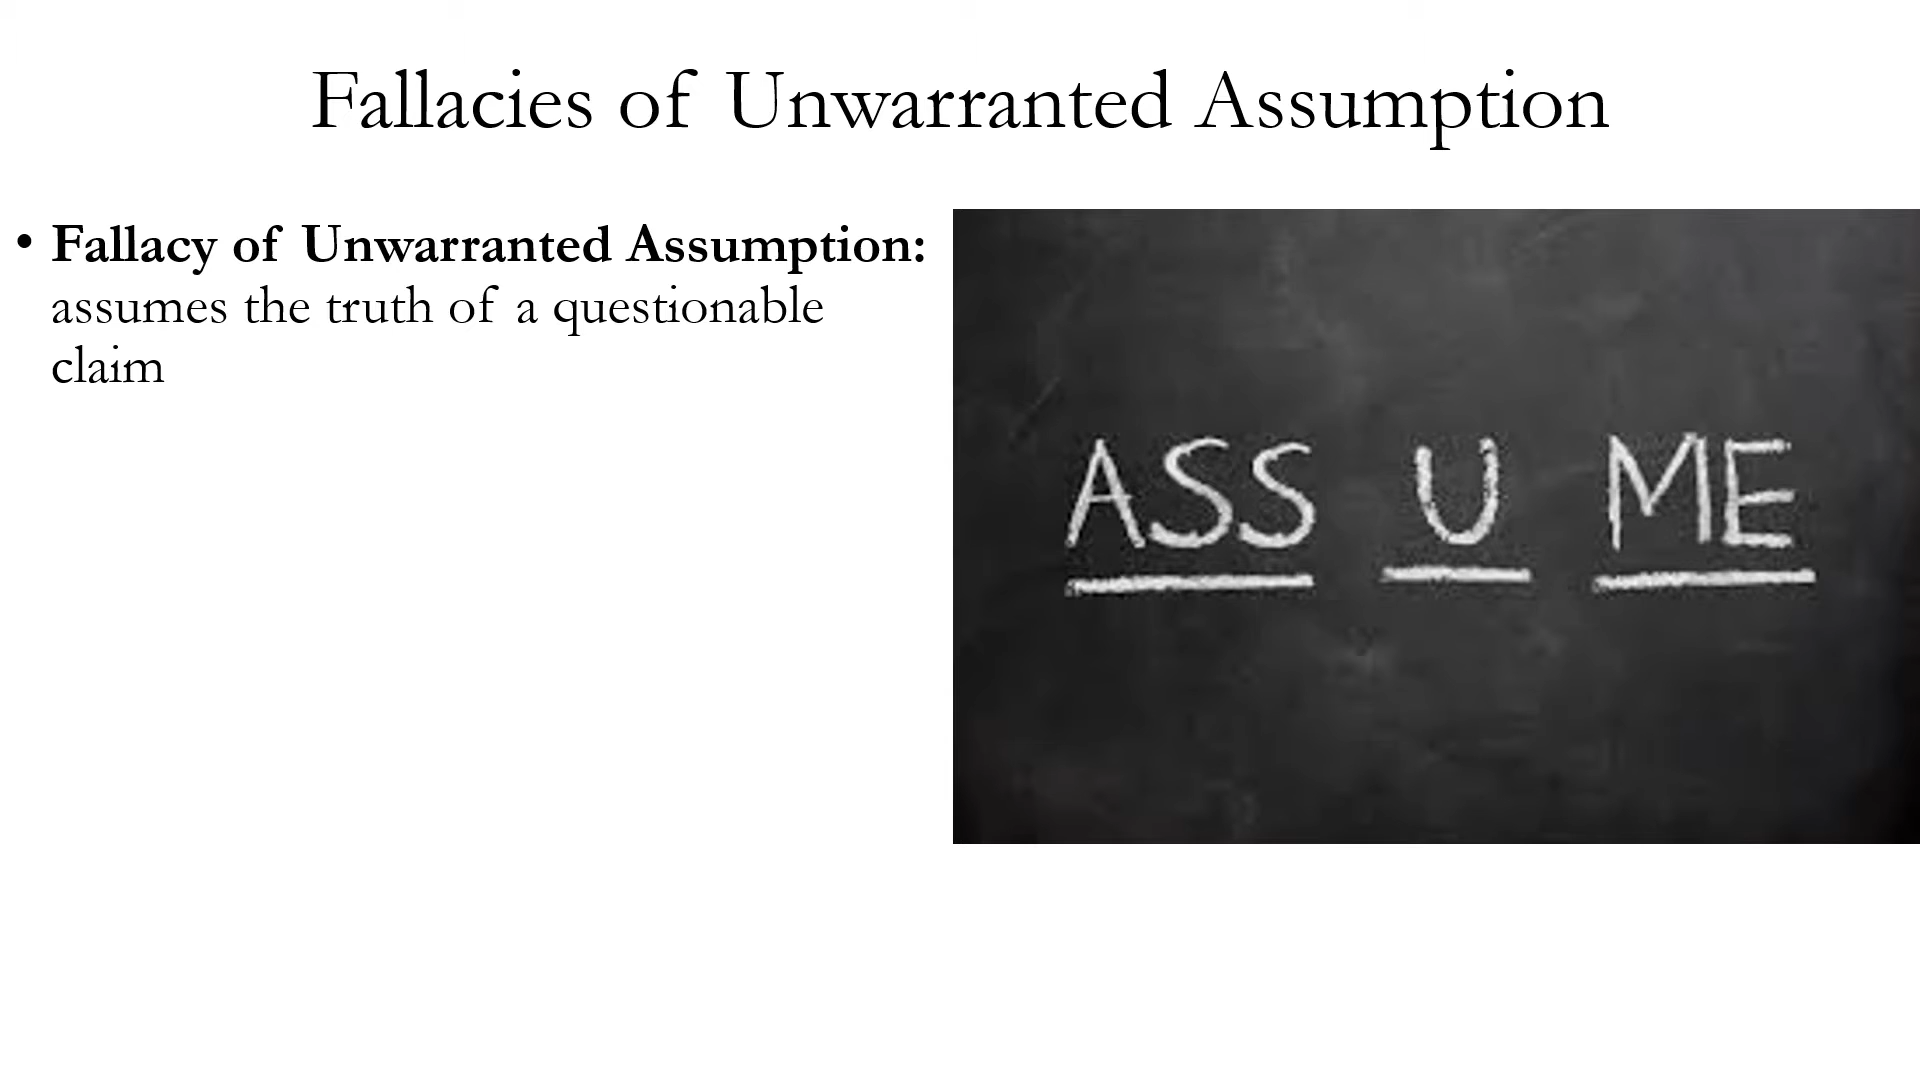 Fallacies of Unwarranted Assumption
• Fallacy of Unwarranted Assumption:
assumes the truth of a questionable
claim
ASS U ME